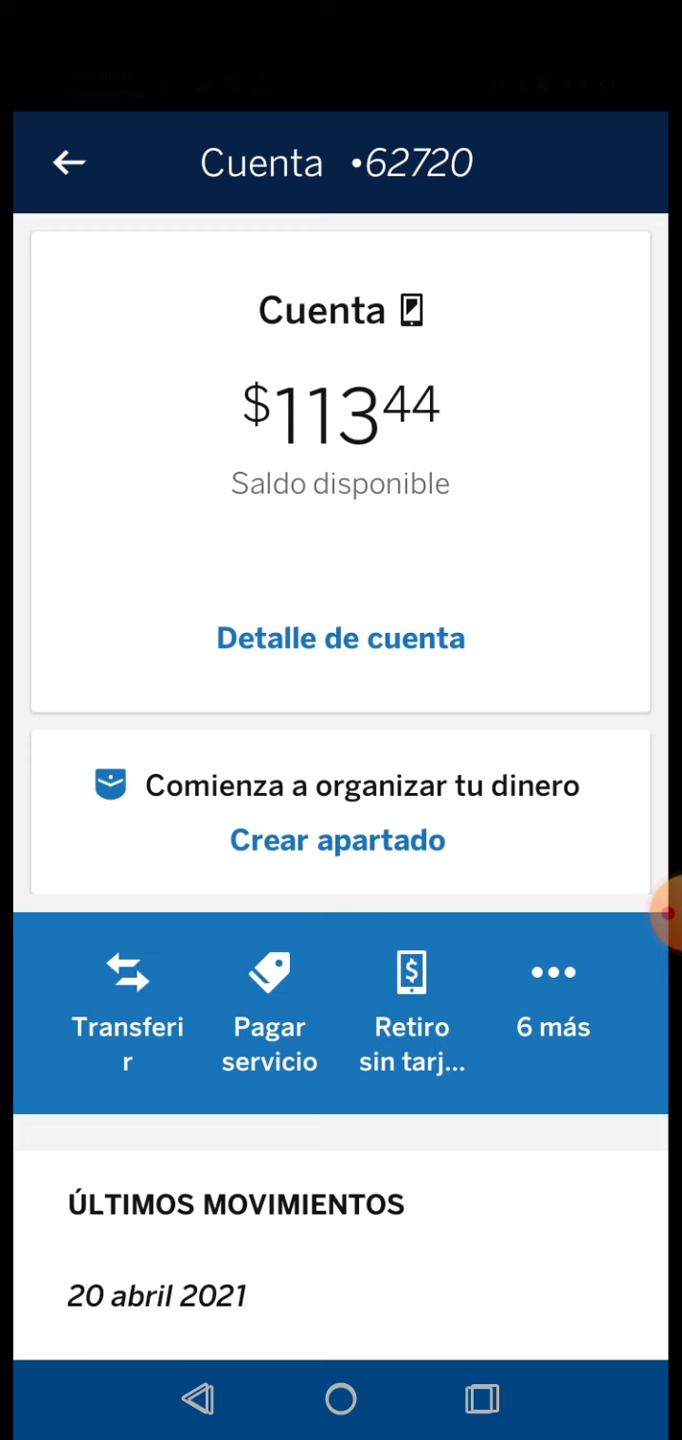 Cuenta •62720
Cuenta
$11344
Saldo disponible
Detalle de cuenta
Comienza a organizar tu dinero
Crear apartado
Transferi
r
Pagar
servicio
Retiro
sin tarj...
6 más
ÚLTIMOS MOVIMIENTOS
20 abril 2021